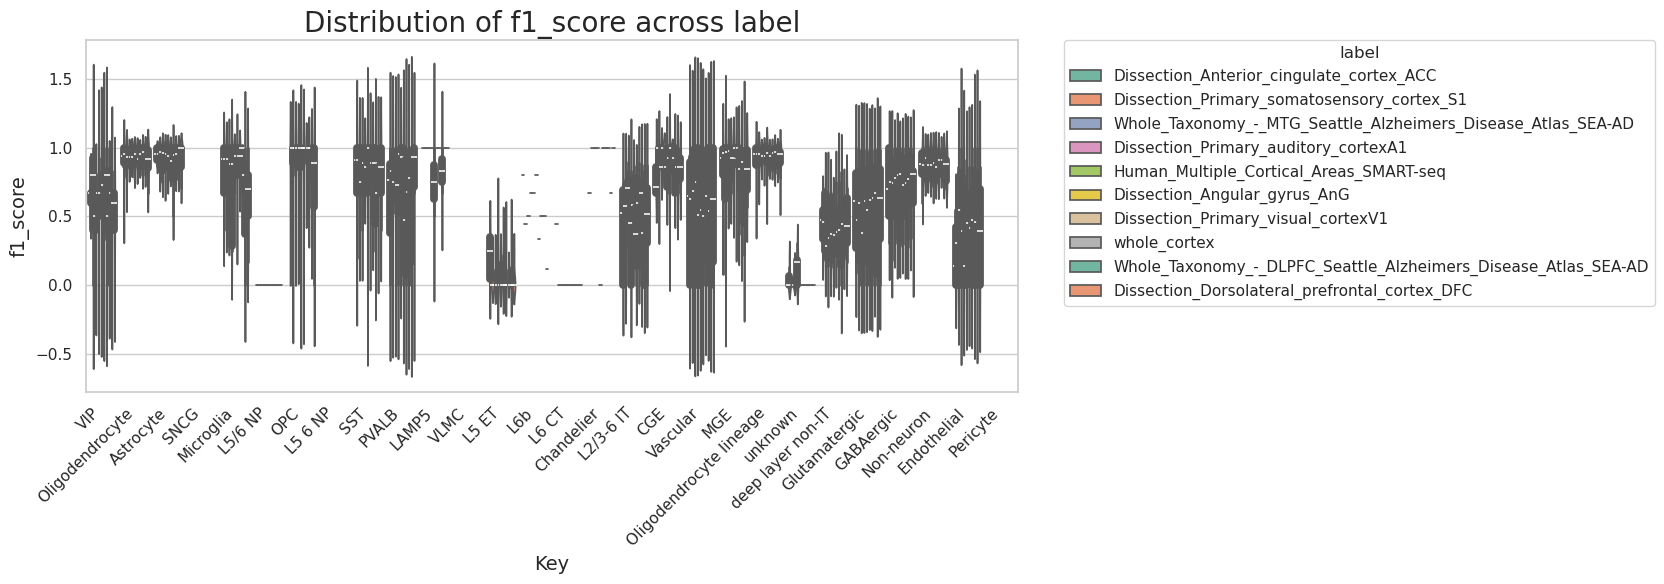 Distribution of f1_score across label
f1_score
1.5
1.0
0.5
0.0
−0.5
VIP
Oligodendrocyte
Astrocyte
SNCG
Microglia
L5/6 NP
OPC
L5 6 NP
SST
PVALB
LAMP5
VLMC
L5 ET
L6b
L6 CT
Chandelier
L2/3-6 IT
CGE
Vascular
MGE
Oligodendrocyte lineage
unknown
deep layer non-IT
Glutamatergic
GABAergic
Non-neuron
Endothelial
Pericyte
Key
label
Dissection_Anterior_cingulate_cortex_ACC
Dissection_Primary_somatosensory_cortex_S1
Whole_Taxonomy_-_MTG_Seattle_Alzheimers_Disease_Atlas_SEA-AD
Dissection_Primary_auditory_cortexA1
Human_Multiple_Cortical_Areas_SMART-seq
Dissection_Angular_gyrus_AnG
Dissection_Primary_visual_cortexV1
whole_cortex
Whole_Taxonomy_-_DLPFC_Seattle_Alzheimers_Disease_Atlas_SEA-AD
Dissection_Dorsolateral_prefrontal_cortex_DFC